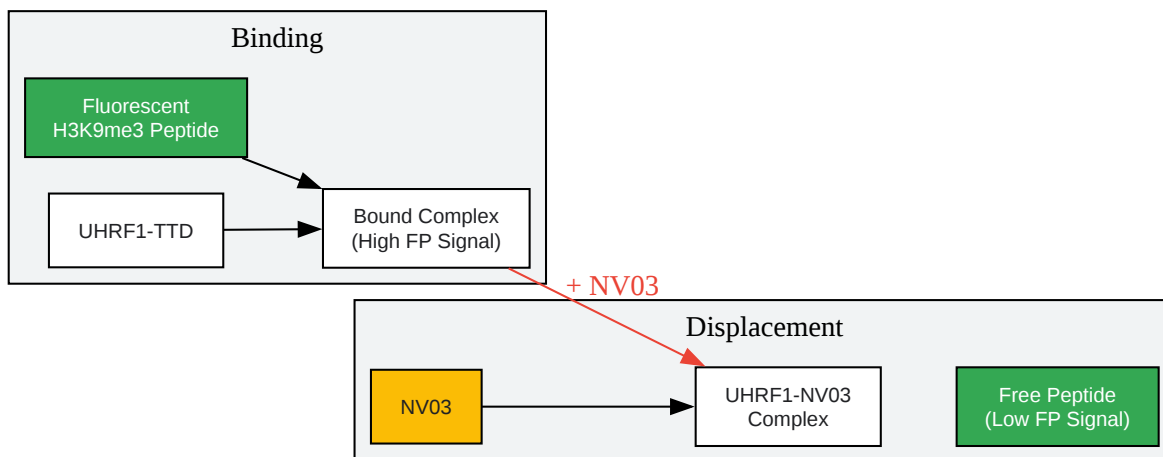 Binding
Fluorescent
H3K9me3 Peptide
UHRF1-TTD
Bound Complex
(High FP Signal)
+ NV03
Displacement
NV03
UHRF1-NV03
Complex
Free Peptide
(Low FP Signal)